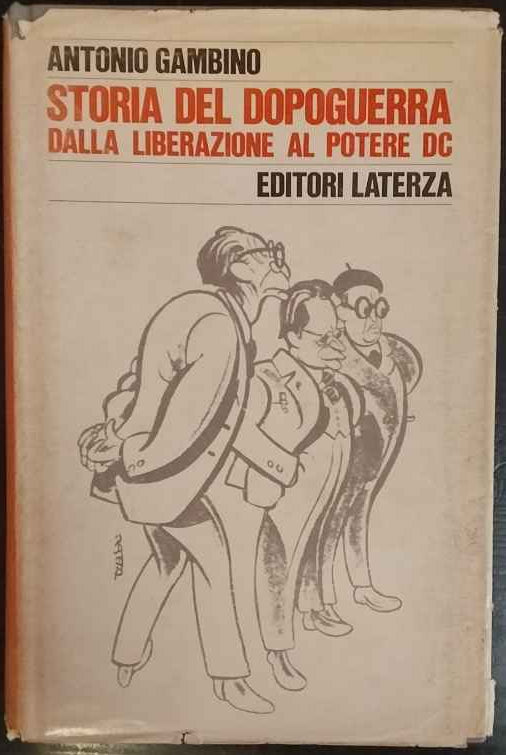 ANTONIO GAMBINO
STORIA DEL DOPOGUERRA
DALLA LIBERAZIONE AL POTERE DC
EDITORI LATERZA